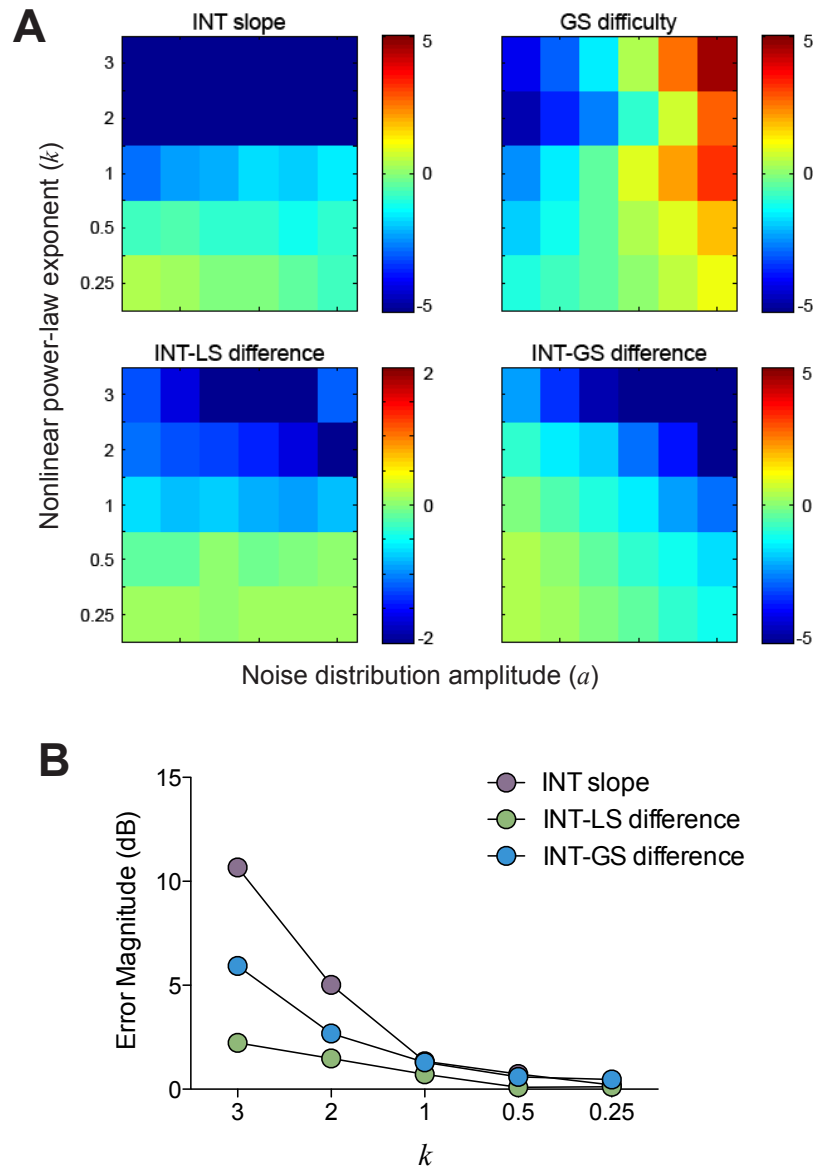 A
INT slope
GS difficulty
Nonlinear power-law exponent (k)
3
2
1
0.5
0.25
5
0
-5
5
0
-5
INT-LS difference
INT-GS difference
3
2
1
0.5
0.25
2
1
0
-1
-2
5
0
-5
Noise distribution amplitude (a)
B
Error Magnitude (dB)
15
10
5
0
INT slope
INT-LS difference
INT-GS difference
3 2 1 0.5 0.25
k